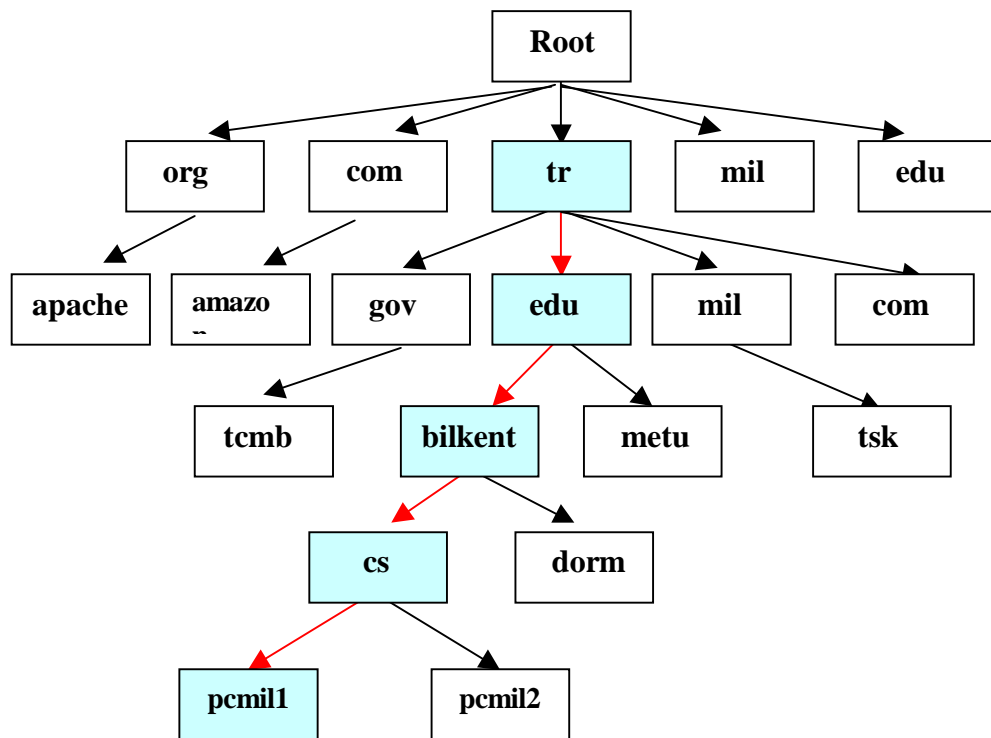 Root
org
com
tr
mil
edu
apache
amazo
gov
edu
mil
com
tcmb
bilkent
metu
tsk
cs
dorm
pcmil1
pcmil2